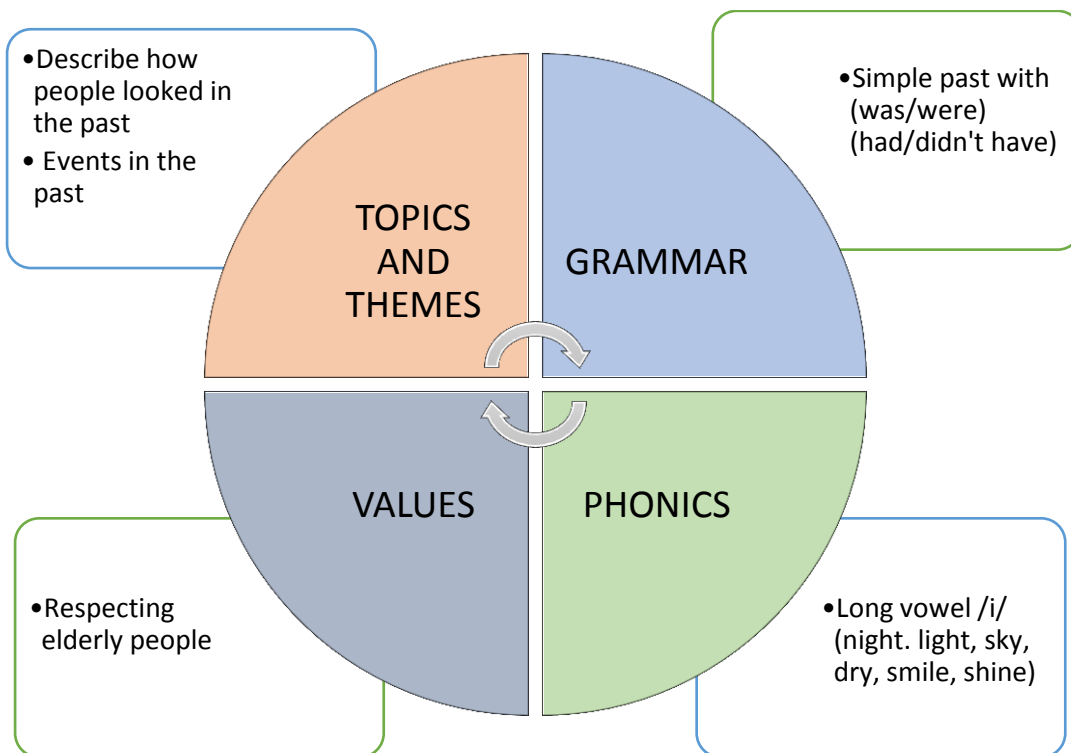 •Describe how
people looked in
the past
• Events in the
past
TOPICS
AND
THEMES
GRAMMAR
•Simple past with
(was/were)
(had/didn't have)
VALUES
•Respecting
elderly people
PHONICS
•Long vowel /i/
(night. light, sky,
dry, smile, shine)